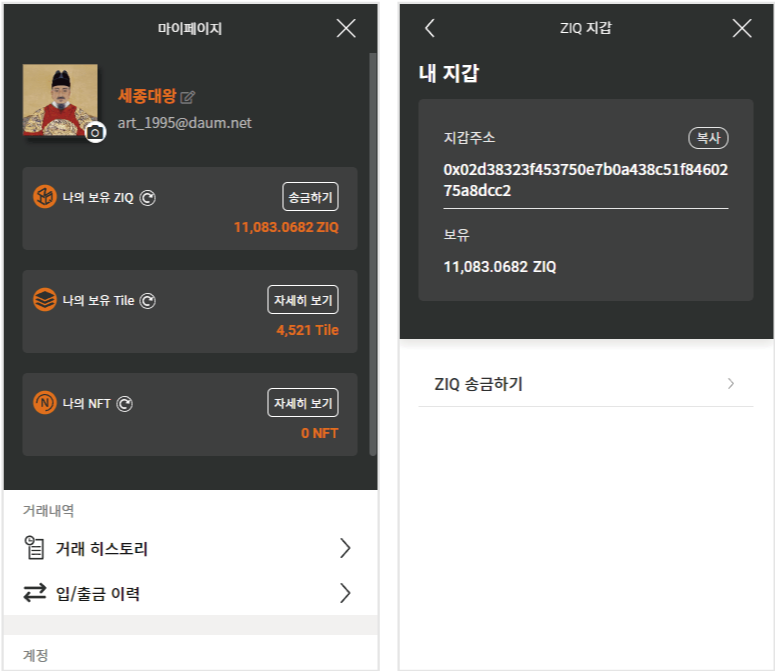 마이페이지
세종대왕
art_1995@daum.net
나의 보유 ZIQ
송금하기
11,083.0682 ZIQ
나의 보유 Tile
자세히 보기
4,521 Tile
N
나의 NFT
자세히 보기
0 NFT
거래내역
거래 히스토리
입/출금 이력
계정
ZIQ 지갑
내 지갑
지갑주소
복사
0x02d38323f453750e7b0a438c51f84602
75a8dcc2
보유
11,083.0682 ZIQ
ZIQ 송금하기